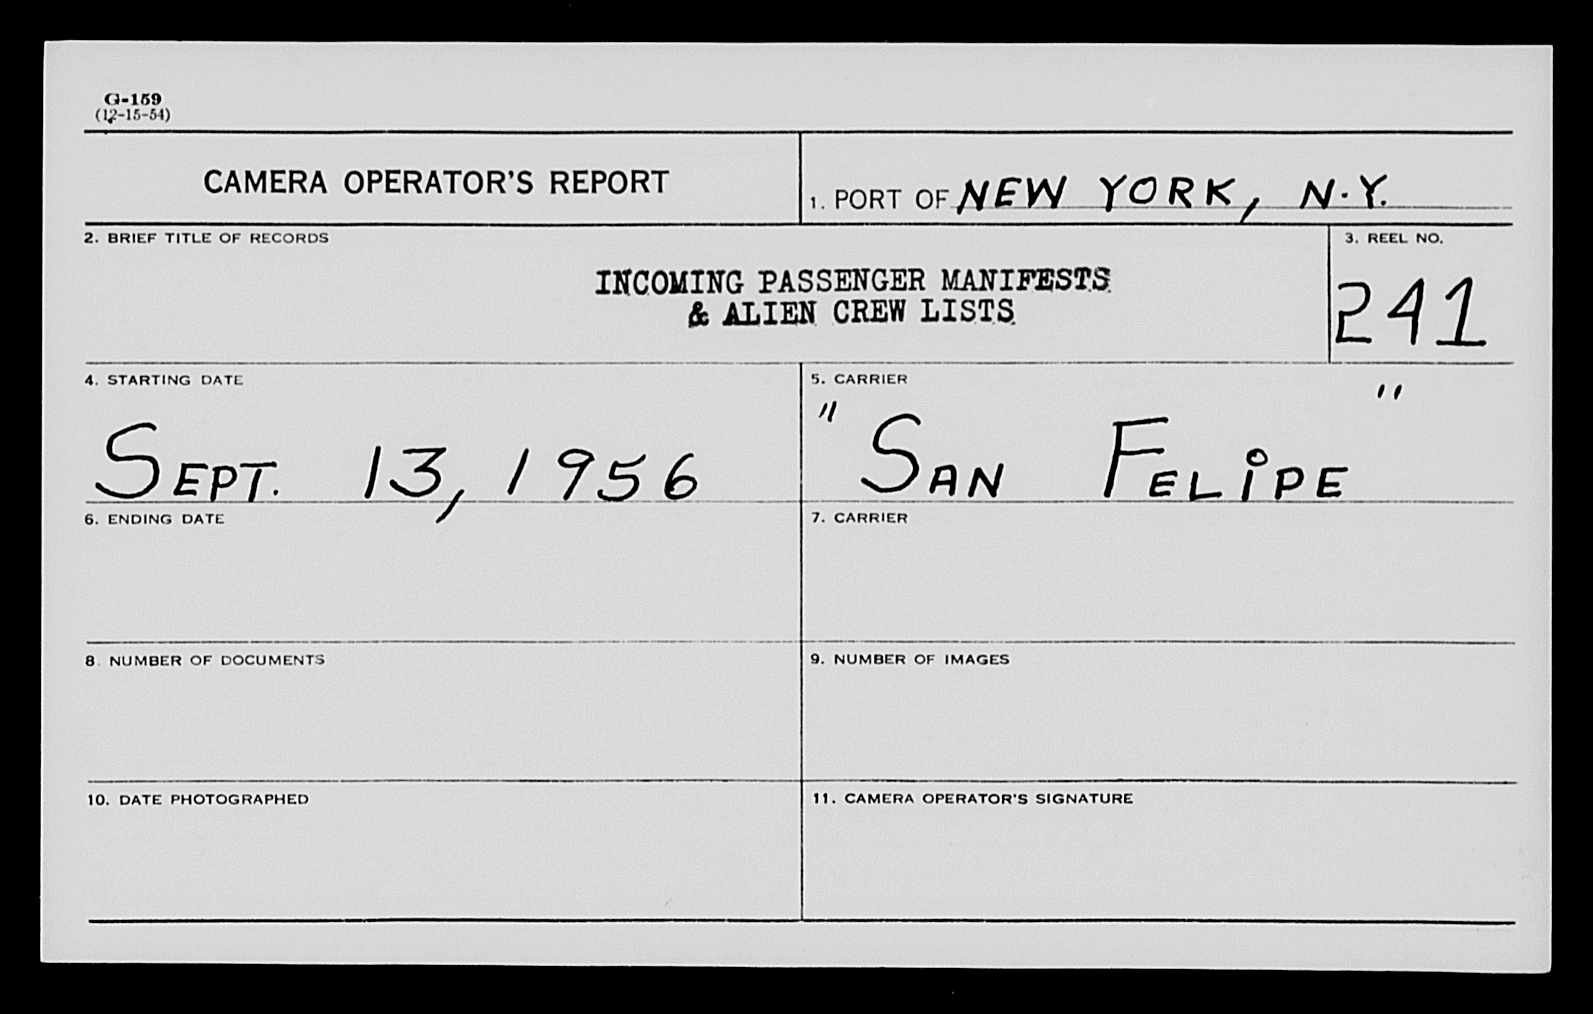 G-159
(12-15-54)
CAMERA OPERATOR'S REPORT
1. PORT OF NEW YORK, N.Y.
2. BRIEF TITLE OF RECORDS
INCOMING PASSENGER MANIFESTS
& ALIEN CREW LISTS
3. REEL NO.
241
4. STARTING DATE
SEPT. 13, 1956
5. CARRIER
"SAN FELIPE"
6. ENDING DATE
7. CARRIER
8. NUMBER OF DOCUMENTS
9. NUMBER OF IMAGES
10. DATE PHOTOGRAPHED
11. CAMERA OPERATOR'S SIGNATURE